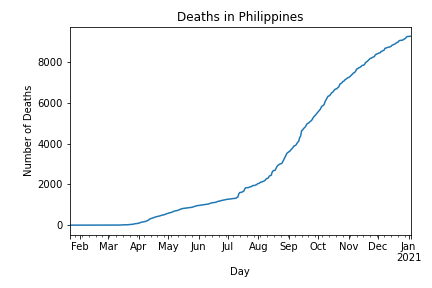 Deaths in Philippines
Number of Deaths
8000
6000
4000
2000
0
Feb Mar Apr May Jun Jul Aug Sep Oct Nov Dec Jan
2021
Day